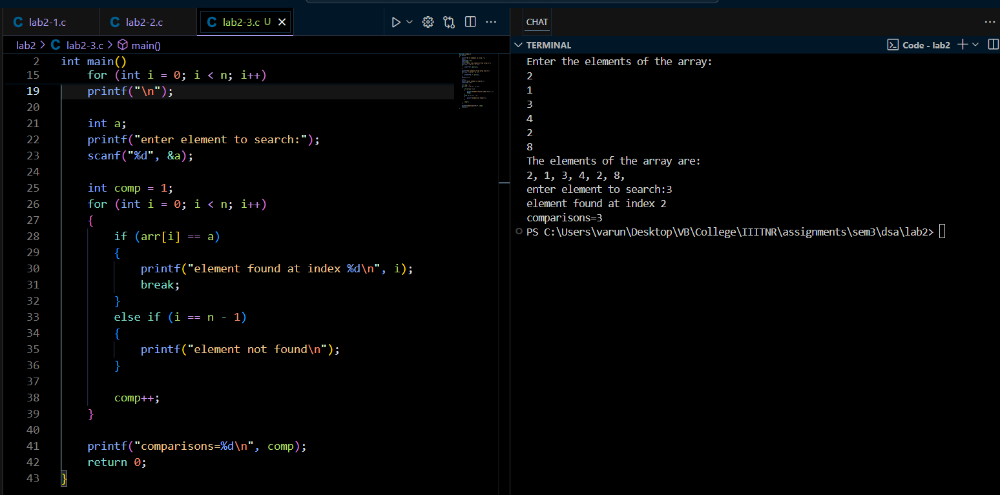 lab2-1.c
lab2-2.c
lab2-3.c U
lab2 > lab2-3.c > main()
2 int main()
15 for (int i = 0; i < n; i++)
19 printf("\n");
20
21 int a;
22 printf("enter element to search:");
23 scanf("%d", &a);
24
25 int comp = 1;
26 for (int i = 0; i < n; i++)
27 {
28 if (arr[i] == a)
29 {
30 printf("element found at index %d\n", i);
31 break;
32 }
33 else if (i == n - 1)
34 {
35 printf("element not found\n");
36 }
37
38 comp++;
39 }
40
41 printf("comparisons=%d\n", comp);
42 return 0;
43 }
CHAT
TERMINAL
Code - lab2
Enter the elements of the array:
2
1
3
4
2
8
The elements of the array are:
2, 1, 3, 4, 2, 8,
enter element to search:3
element found at index 2
comparisons=3
PS C:\Users\varun\Desktop\VB\College\IIITNR\assignments\sem3\dsa\lab2>